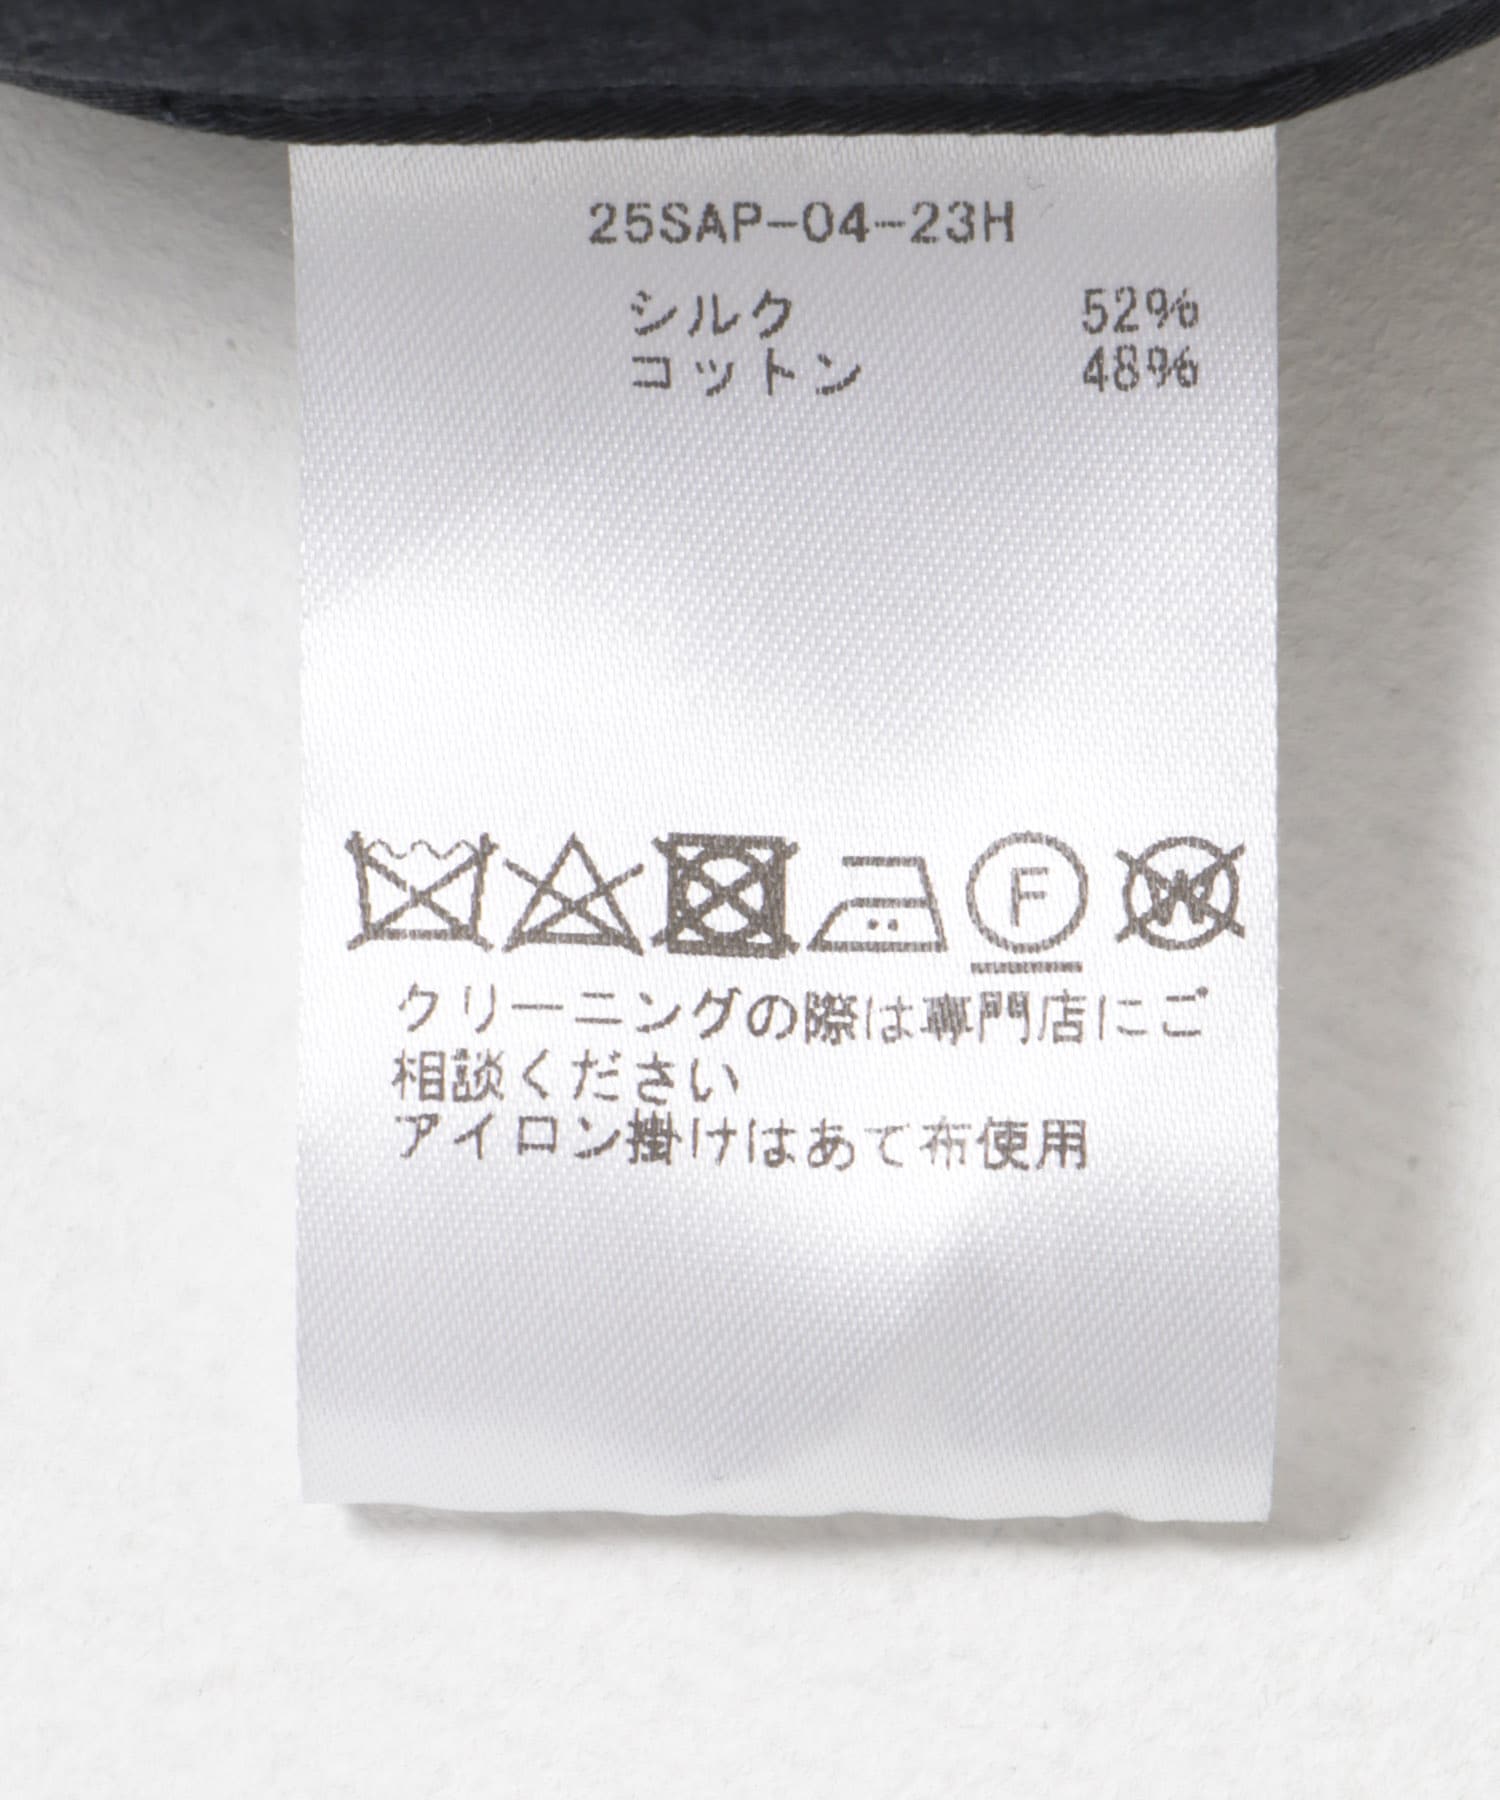 25SAP-04-23H
シルク 52%
コットン 48%
F W
クリーニングの際は専門店にご
相談ください
アイロン掛けはあて布使用